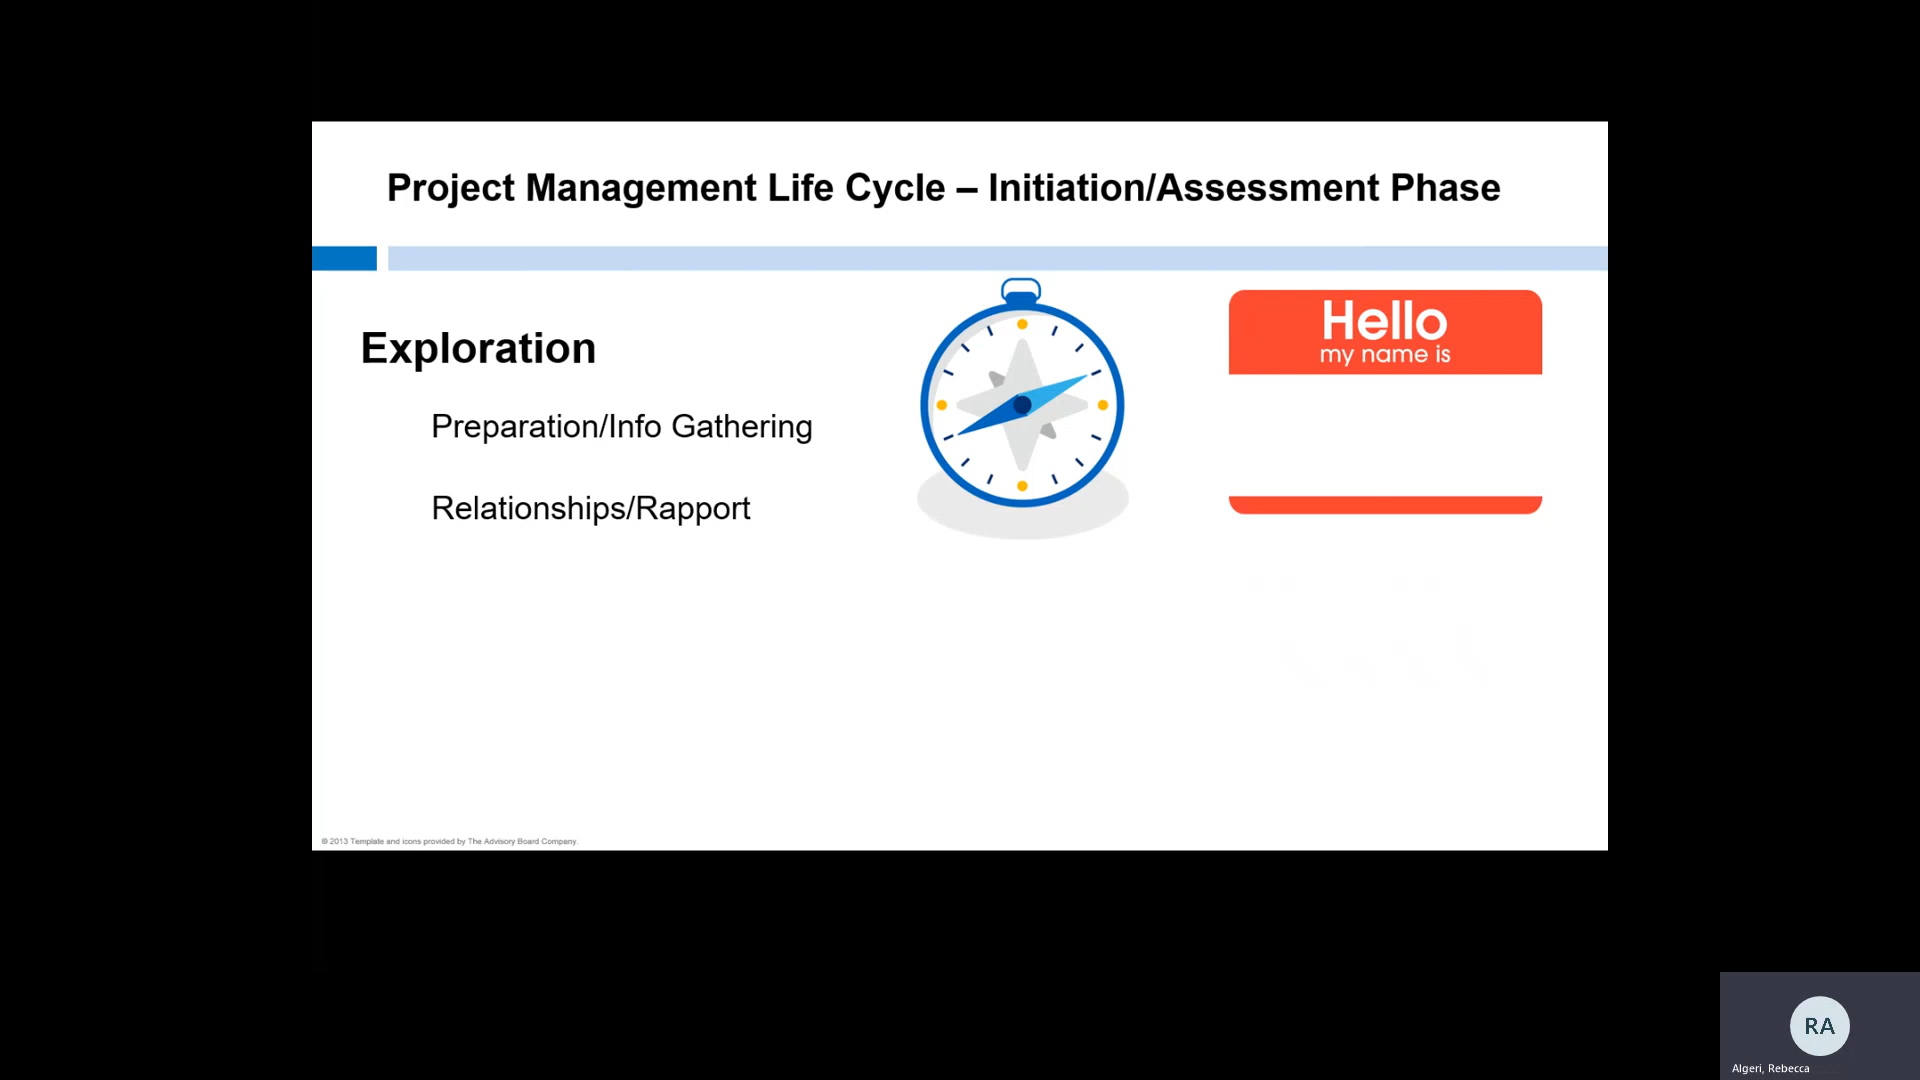 Project Management Life Cycle – Initiation/Assessment Phase
Exploration
Preparation/Info Gathering
Relationships/Rapport
Hello
my name is
© 2013 Template and icons provided by The Advisory Board Company.
RA
Algeri, Rebecca